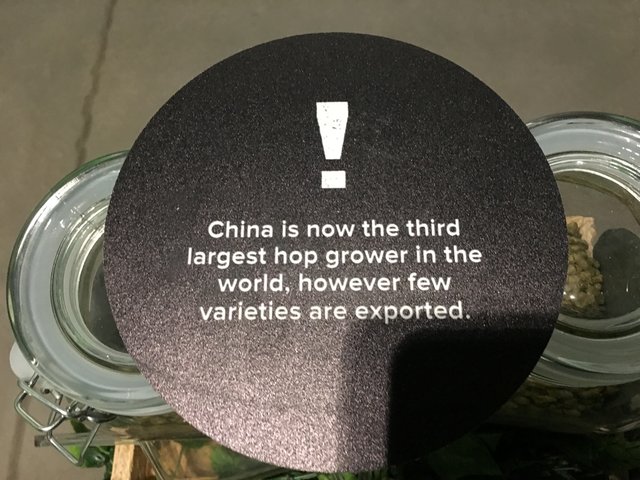 !
China is now the third
largest hop grower in the
world, however few
varieties are exported.